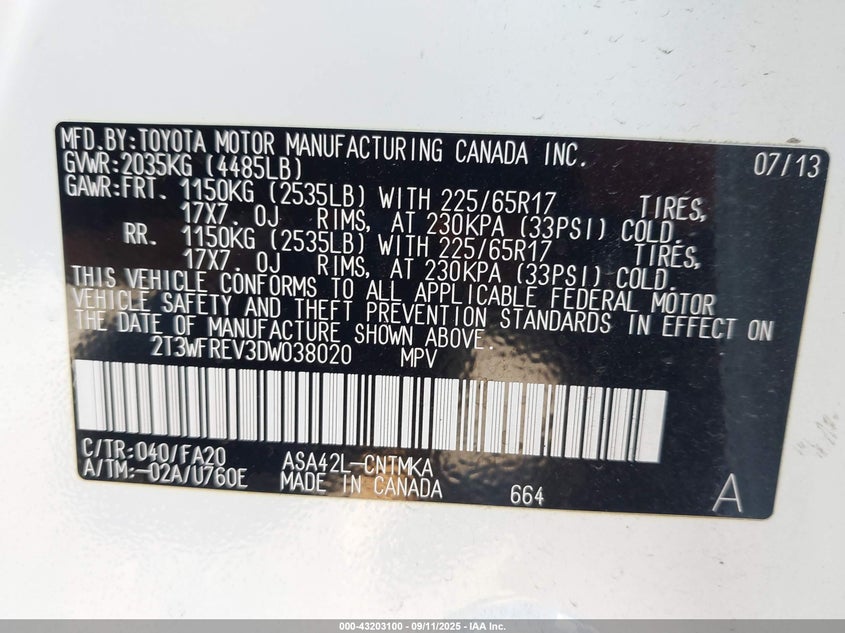 MFD.BY:TOYOTA MOTOR MANUFACTURING CANADA INC. 07/13
GVWR:2035KG (4485LB)
GAWR:FRT. 1150KG (2535LB) WITH 225/65R17 TIRES,
17X7.0J RIMS, AT 230KPA (33PSI) COLD.
RR. 1150KG (2535LB) WITH 225/65R17 TIRES,
17X7.0J RIMS, AT 230KPA (33PSI) COLD.
THIS VEHICLE CONFORMS TO ALL APPLICABLE FEDERAL MOTOR
VEHICLE SAFETY AND THEFT PREVENTION STANDARDS IN EFFECT ON
THE DATE OF MANUFACTURE SHOWN ABOVE.
2T3WFREV3DW038020 MPV
C/TR:040/FA20 ASA42L-CNTMKA
A/TM:-02A/U760E MADE IN CANADA 664 A
000-43203100 - 09/11/2025 - IAA Inc.